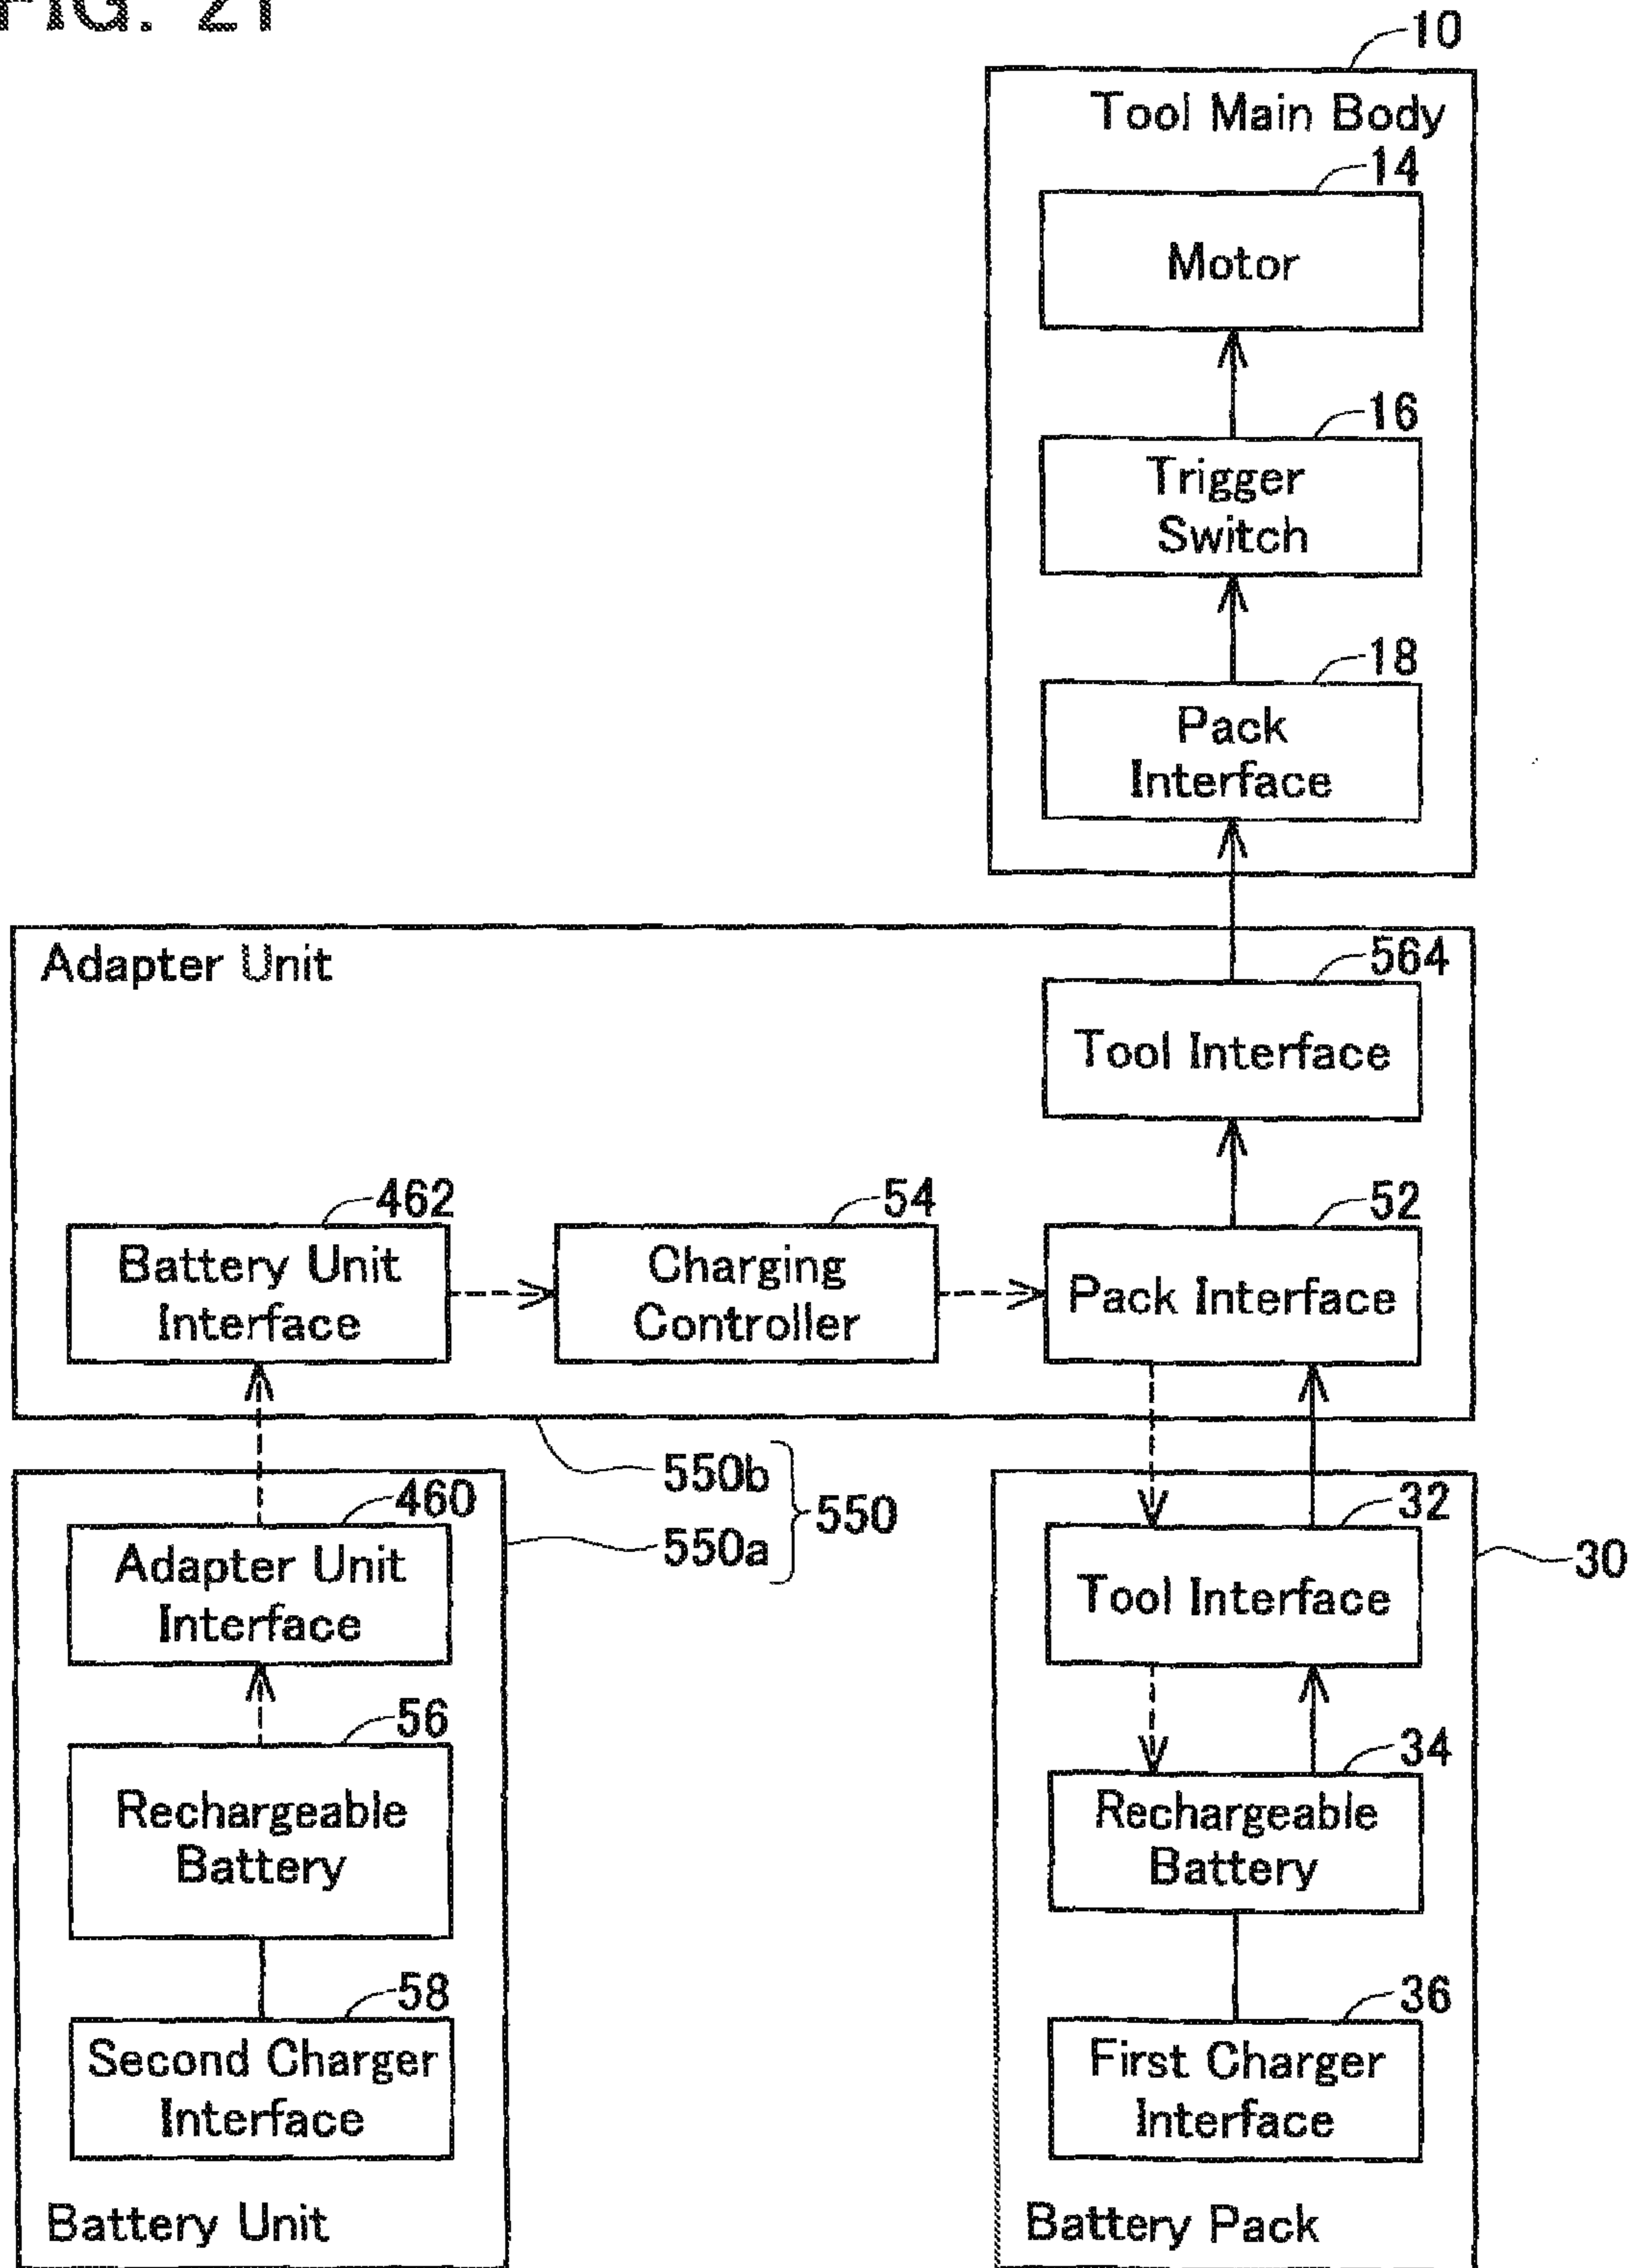 FIG. 21
10
Tool Main Body
14
Motor
16
Trigger
Switch
18
Pack
Interface
Adapter Unit
564
Tool Interface
462
Battery Unit
Interface
54
Charging
Controller
52
Pack Interface
550b
550a
550
460
Adapter Unit
Interface
32
Tool Interface
30
56
Rechargeable
Battery
34
Rechargeable
Battery
58
Second Charger
Interface
36
First Charger
Interface
Battery Unit
Battery Pack